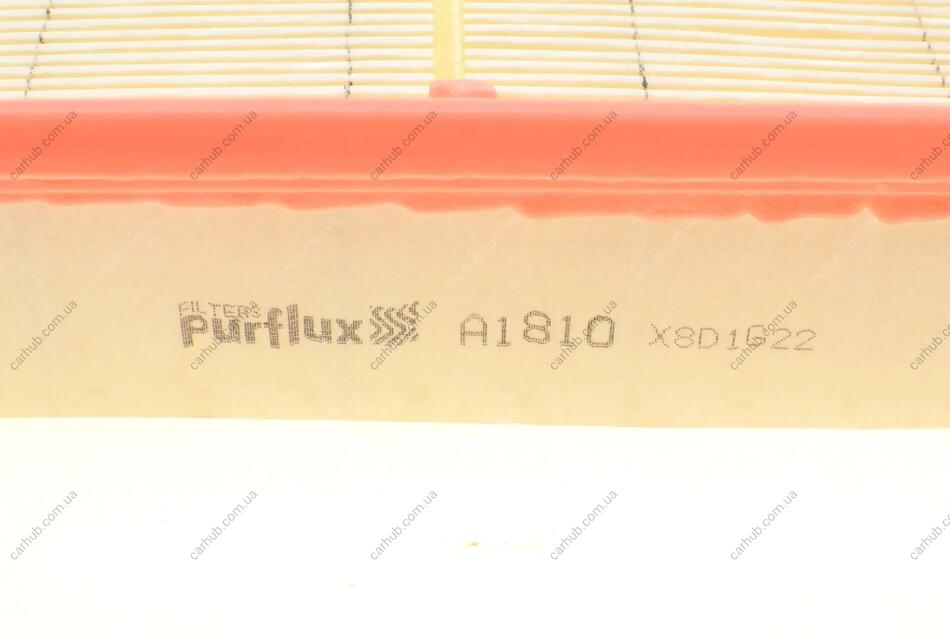 FILTERS
Purflux A1810 X8D1G22
carhub.com.ua